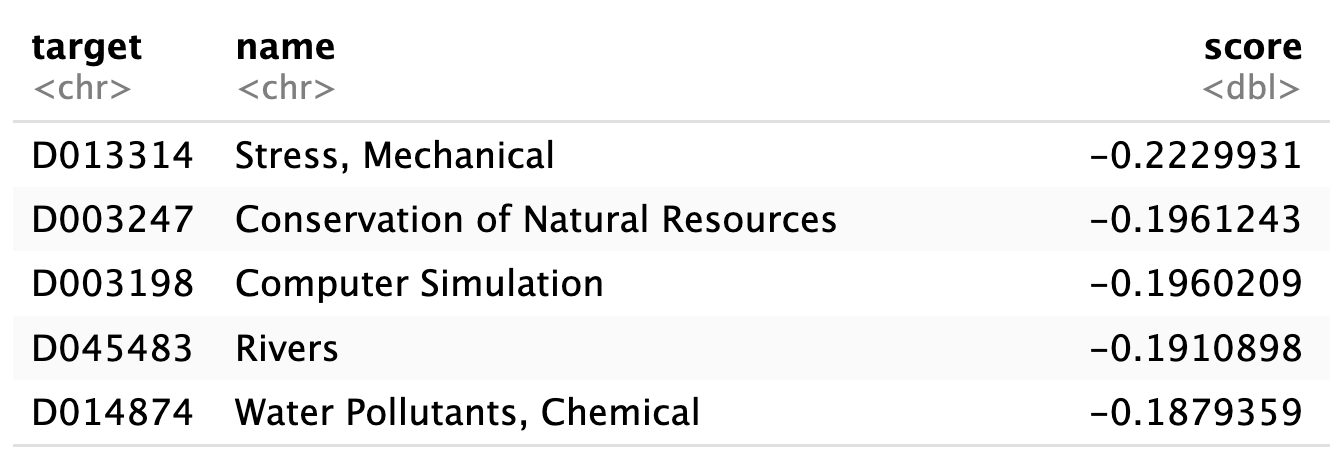 target name score
<chr> <chr> <dbl>
D013314 Stress, Mechanical -0.2229931
D003247 Conservation of Natural Resources -0.1961243
D003198 Computer Simulation -0.1960209
D045483 Rivers -0.1910898
D014874 Water Pollutants, Chemical -0.1879359